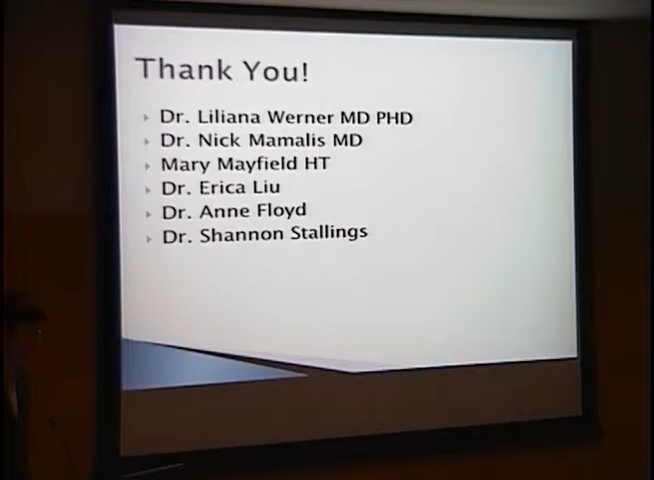 Thank You!
Dr. Liliana Werner MD PHD
Dr. Nick Mamalis MD
Mary Mayfield HT
Dr. Erica Liu
Dr. Anne Floyd
Dr. Shannon Stallings